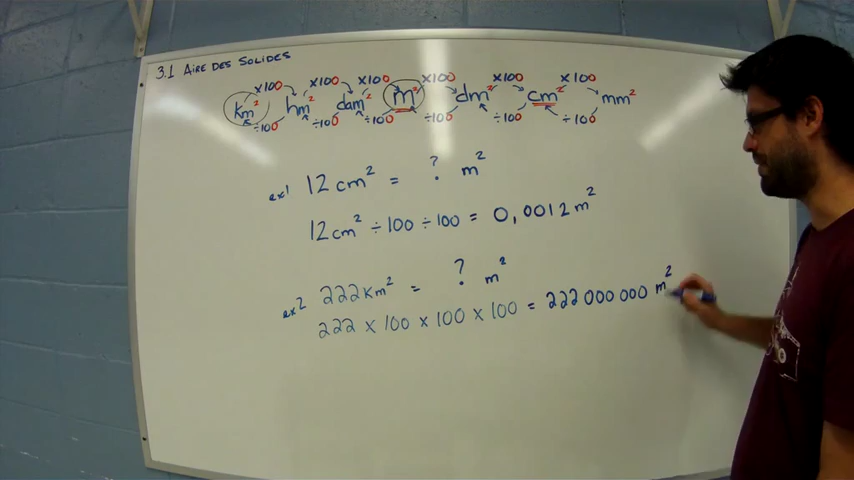 3.1 AIRE DES SOLIDES
×100 ×100 ×100 ×100 ×100 ×100
km² hm² dam² m² dm² cm² mm²
÷100 ÷100 ÷100 ÷100 ÷100 ÷100
ex1 12 cm² = ? m²
12 cm² ÷ 100 ÷ 100 = 0,0012 m²
ex2 222 Km² = ? m²
222 × 100 × 100 × 100 = 222 000 000 m²